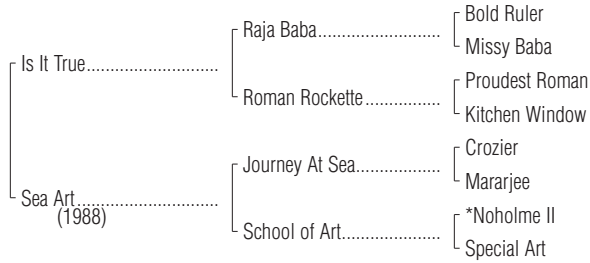 Bold Ruler
Raja Baba
Missy Baba
Is It True
Proudest Roman
Roman Rockette
Kitchen Window
Crozier
Journey At Sea
Mararjee
Sea Art
(1988)
*Noholme II
School of Art
Special Art